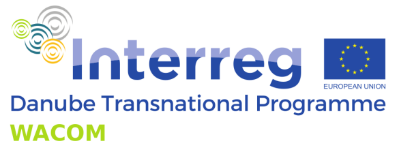 Interreg
EUROPEAN UNION
Danube Transnational Programme
WACOM